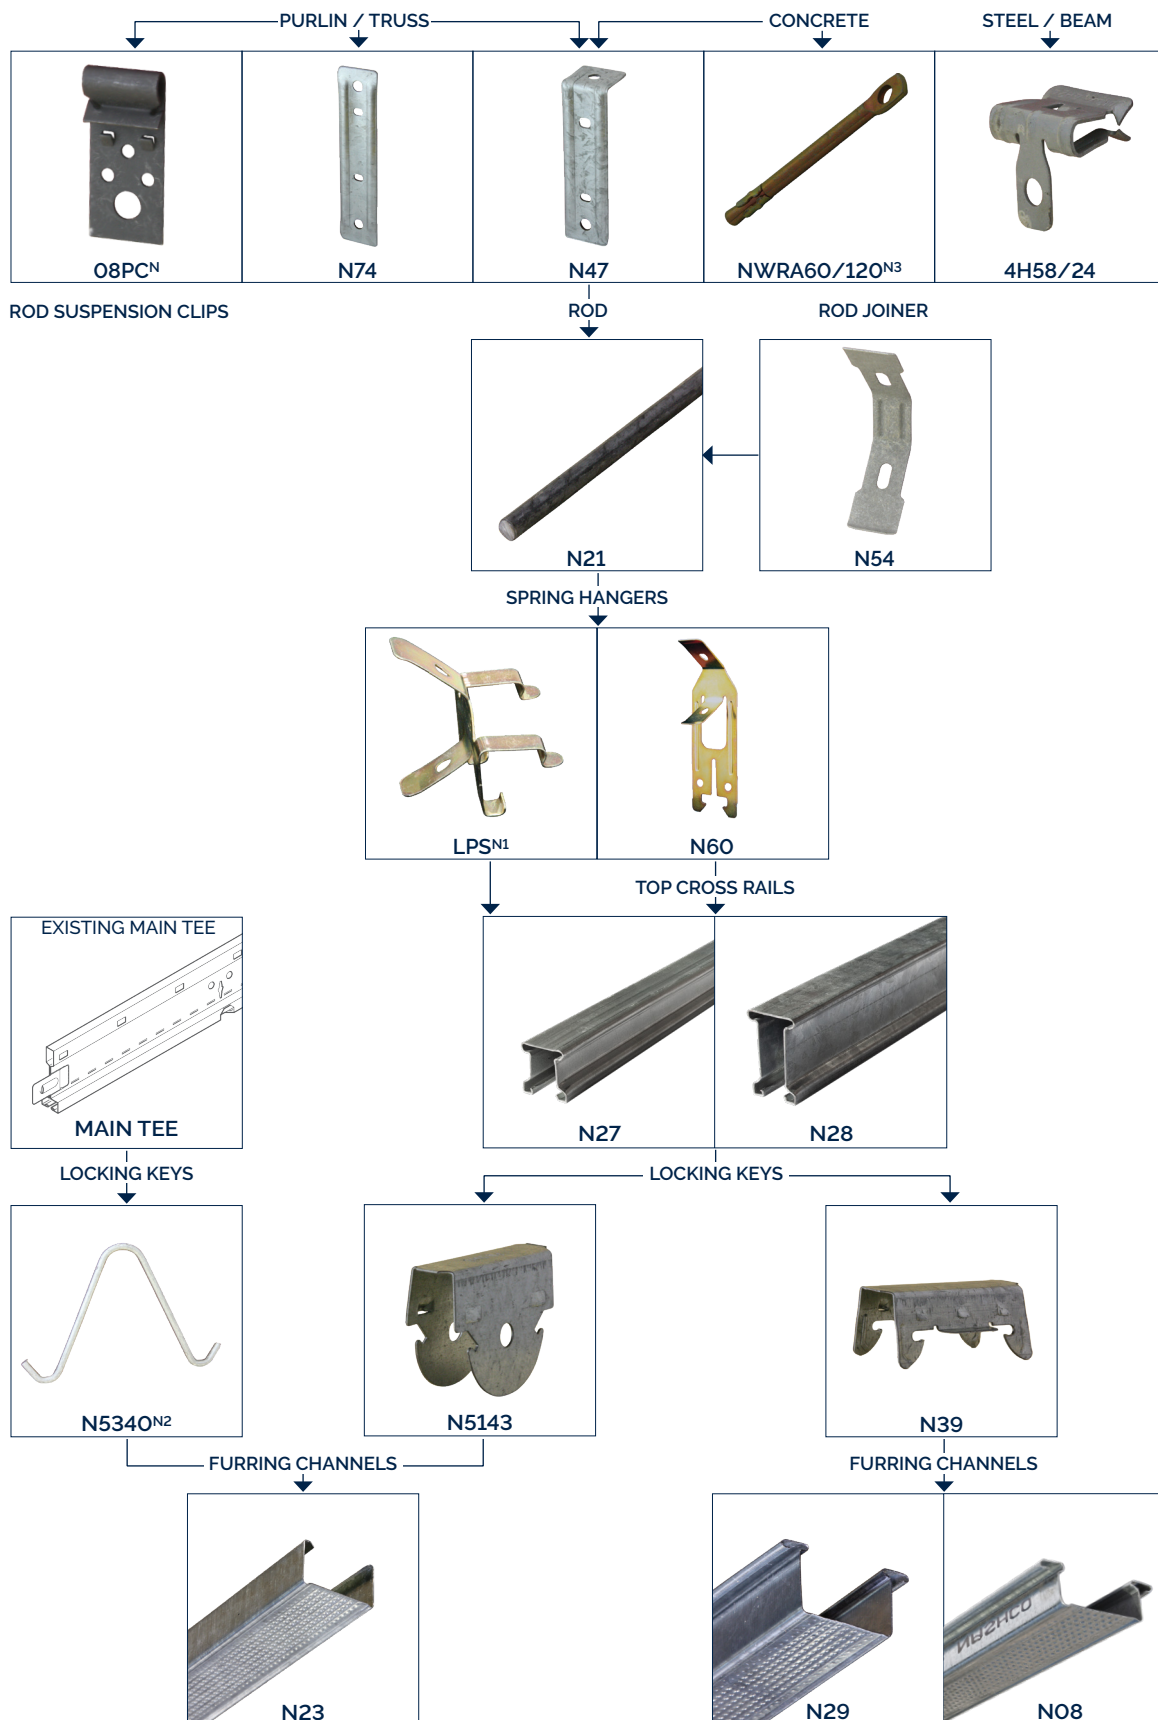 PURLIN / TRUSS
CONCRETE
STEEL / BEAM
08PCᴺ
N74
N47
NWRA60/120ᴺ³
4H58/24
ROD SUSPENSION CLIPS
ROD
ROD JOINER
N21
N54
SPRING HANGERS
LPSᴺ¹
N60
TOP CROSS RAILS
EXISTING MAIN TEE
MAIN TEE
N27
N28
LOCKING KEYS
LOCKING KEYS
N5340ᴺ²
N5143
N39
FURRING CHANNELS
FURRING CHANNELS
N23
N29
N08